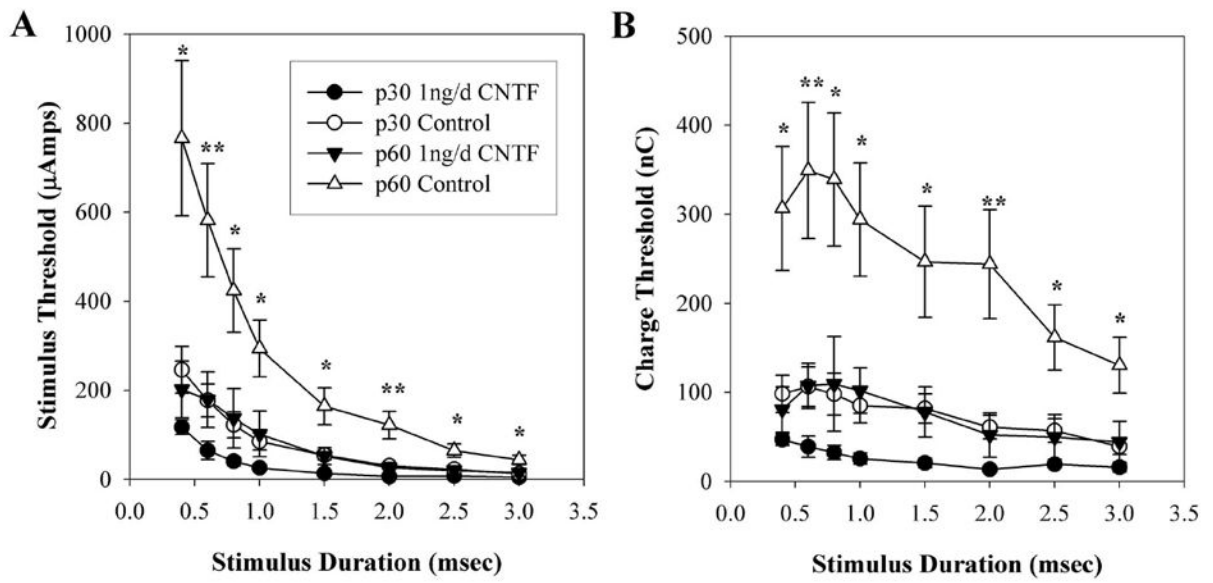 A
B
1000
800
600
400
200
0
Stimulus Threshold (µAmps)
* ** * * * ** * *
p30 1ng/d CNTF
p30 Control
p60 1ng/d CNTF
p60 Control
0.0 0.5 1.0 1.5 2.0 2.5 3.0 3.5
Stimulus Duration (msec)
500
400
300
200
100
0
Charge Threshold (nC)
* ** * * * ** * *
0.0 0.5 1.0 1.5 2.0 2.5 3.0 3.5
Stimulus Duration (msec)